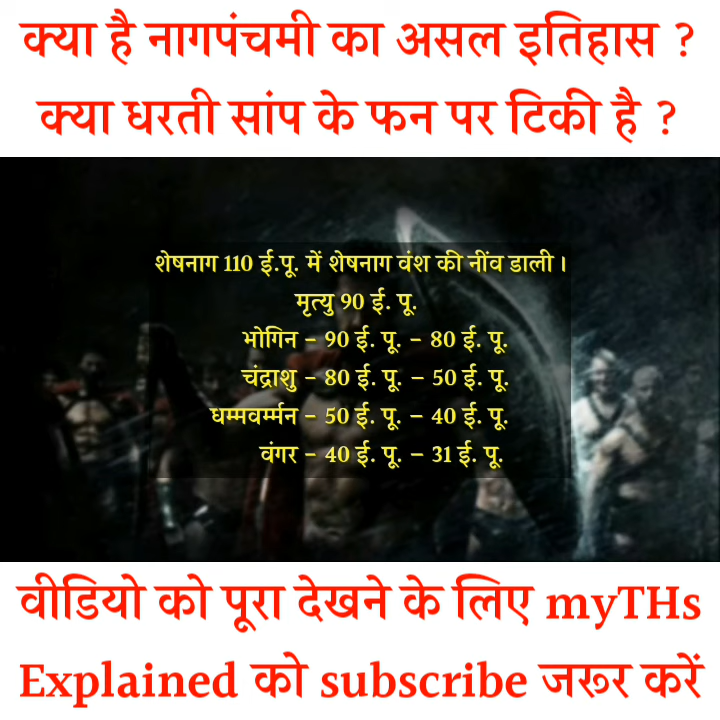 क्या है नागपंचमी का असल इतिहास ?
क्या धरती सांप के फन पर टिकी है ?
शेषनाग 110 ई.पू. में शेषनाग वंश की नींव डाली ।
मृत्यु 90 ई. पू.
भोगिन – 90 ई. पू. – 80 ई. पू.
चंद्राशु – 80 ई. पू. – 50 ई. पू.
धम्मवर्म्मन – 50 ई. पू. – 40 ई. पू.
वंगर – 40 ई. पू. – 31 ई. पू.
वीडियो को पूरा देखने के लिए myTHs
Explained को subscribe जरूर करें